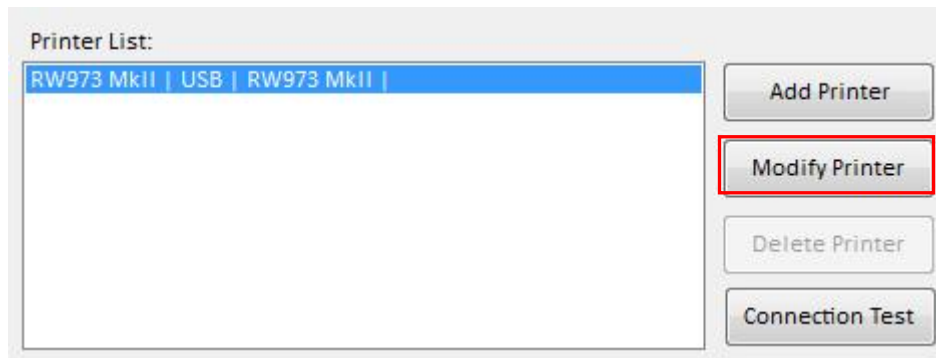 Printer List:
RW973 MkII | USB | RW973 MkII |
Add Printer
Modify Printer
Delete Printer
Connection Test